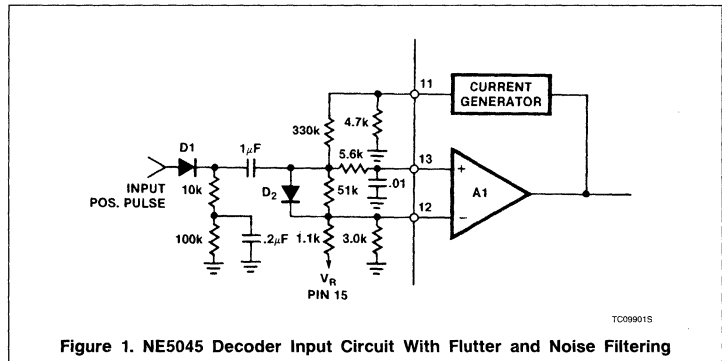 11
CURRENT
GENERATOR
330k
4.7k
D1
1μF
5.6k
13
+
INPUT
POS. PULSE
10k
D2
51k
.01
A1
12
−
100k
.2μF
1.1k
3.0k
VR
PIN 15
TC09901S
Figure 1. NE5045 Decoder Input Circuit With Flutter and Noise Filtering